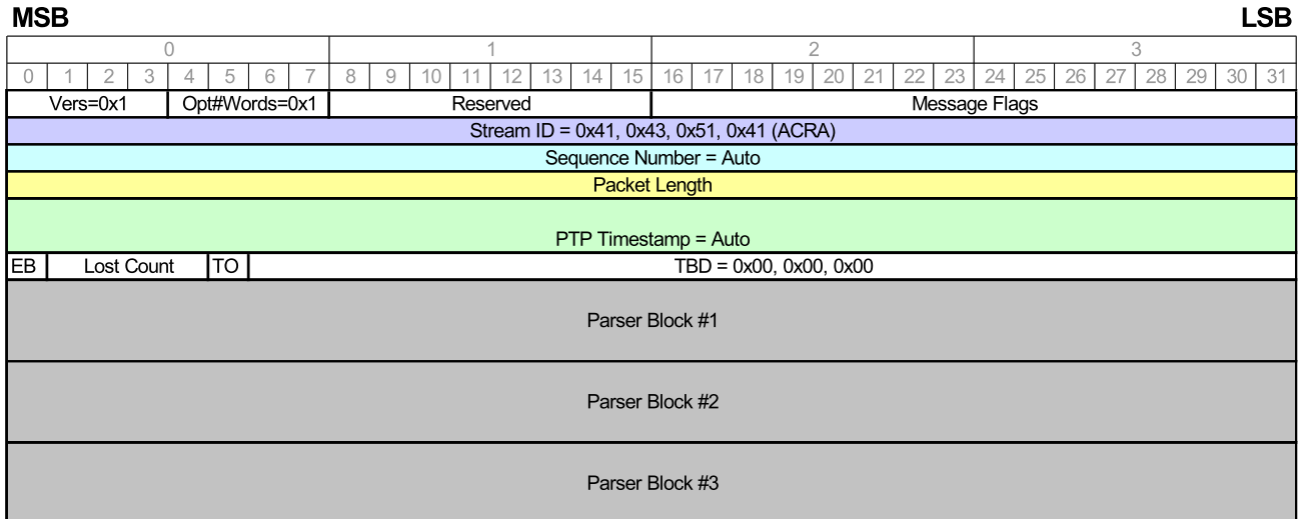 MSB LSB
0 1 2 3
0 1 2 3 4 5 6 7 8 9 10 11 12 13 14 15 16 17 18 19 20 21 22 23 24 25 26 27 28 29 30 31
Vers=0x1 Opt#Words=0x1 Reserved Message Flags
Stream ID = 0x41, 0x43, 0x51, 0x41 (ACRA)
Sequence Number = Auto
Packet Length
PTP Timestamp = Auto
EB Lost Count TO TBD = 0x00, 0x00, 0x00
Parser Block #1
Parser Block #2
Parser Block #3